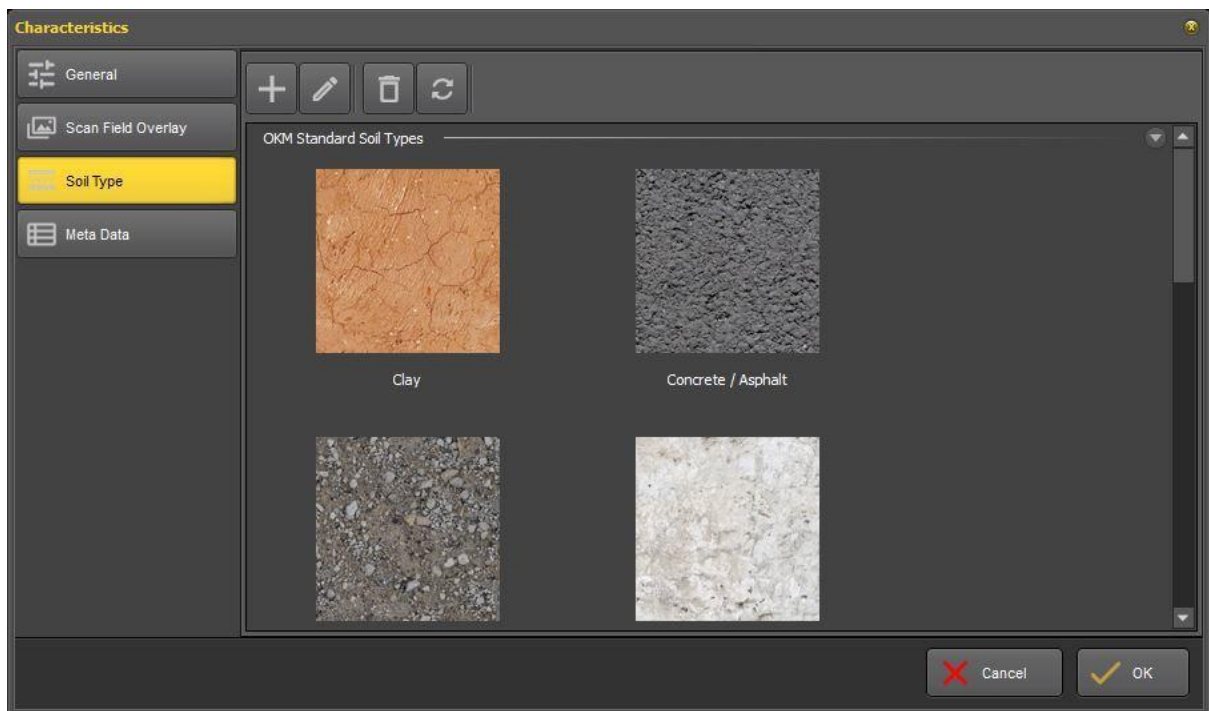 Characteristics
General
Scan Field Overlay
Soil Type
Meta Data
OKM Standard Soil Types
Clay
Concrete / Asphalt
Cancel
OK